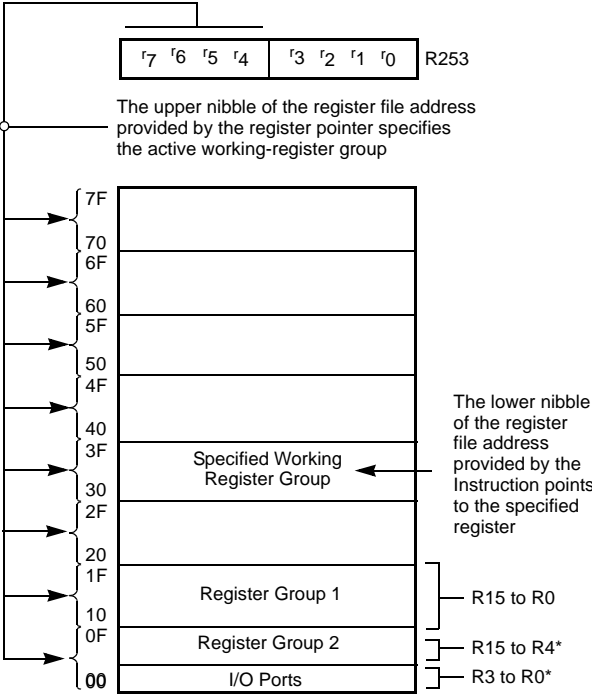 r7 r6 r5 r4 r3 r2 r1 r0 R253
The upper nibble of the register file address
provided by the register pointer specifies
the active working-register group
7F
70
6F
60
5F
50
4F
40
3F
30
2F
20
1F
10
0F
00
Specified Working
Register Group
The lower nibble
of the register
file address
provided by the
Instruction points
to the specified
register
Register Group 1
R15 to R0
Register Group 2
R15 to R4*
I/O Ports
R3 to R0*